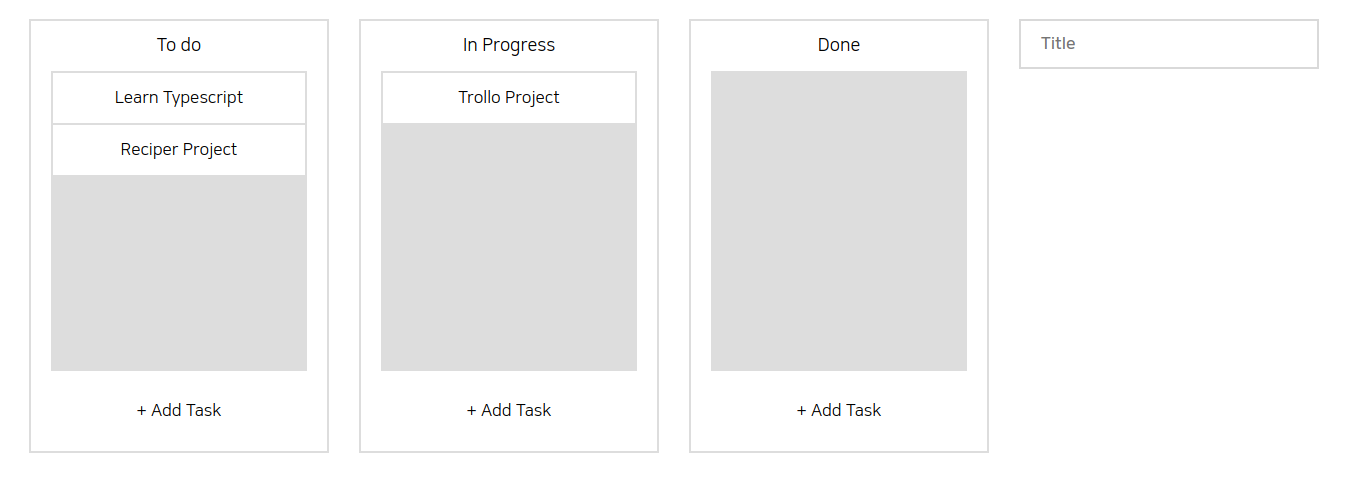 To do
Learn Typescript
Reciper Project
+ Add Task
In Progress
Trollo Project
+ Add Task
Done
+ Add Task
Title